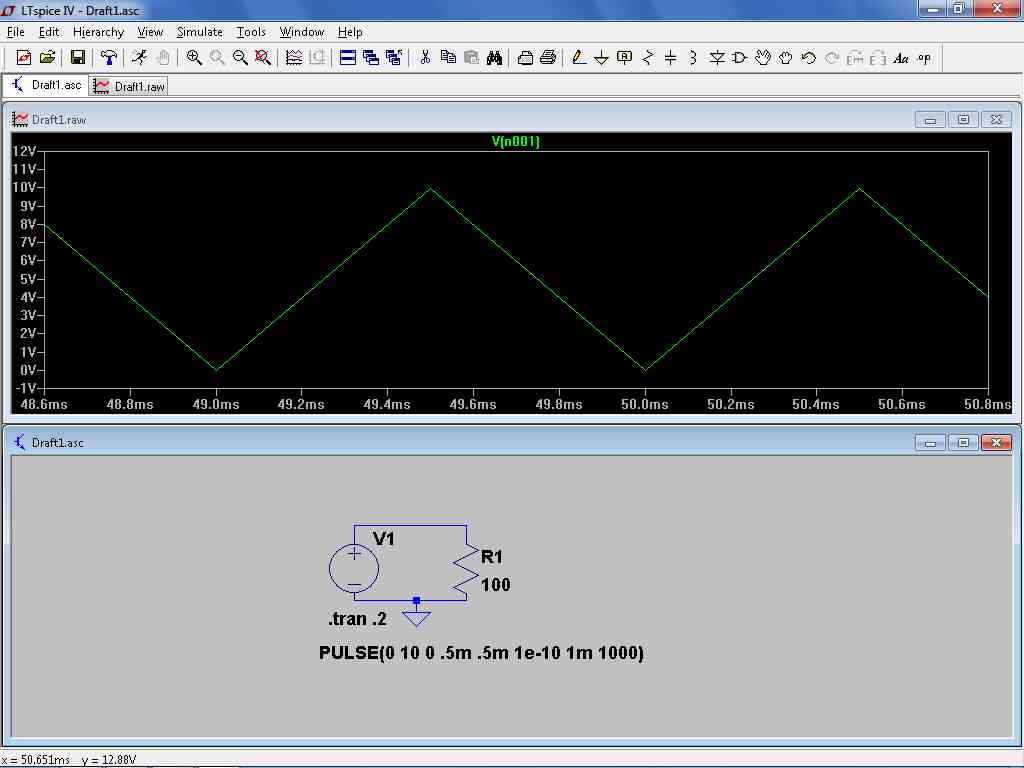 LTspice IV - Draft1.asc
File Edit Hierarchy View Simulate Tools Window Help
Aa .op
Draft1.asc Draft1.raw
Draft1.raw
V(n001)
12V
11V
10V
9V
8V
7V
6V
5V
4V
3V
2V
1V
0V
-1V
48.6ms 48.8ms 49.0ms 49.2ms 49.4ms 49.6ms 49.8ms 50.0ms 50.2ms 50.4ms 50.6ms 50.8ms
Draft1.asc
V1
R1
100
.tran .2
PULSE(0 10 0 .5m .5m 1e-10 1m 1000)
x = 50.651ms y = 12.88V